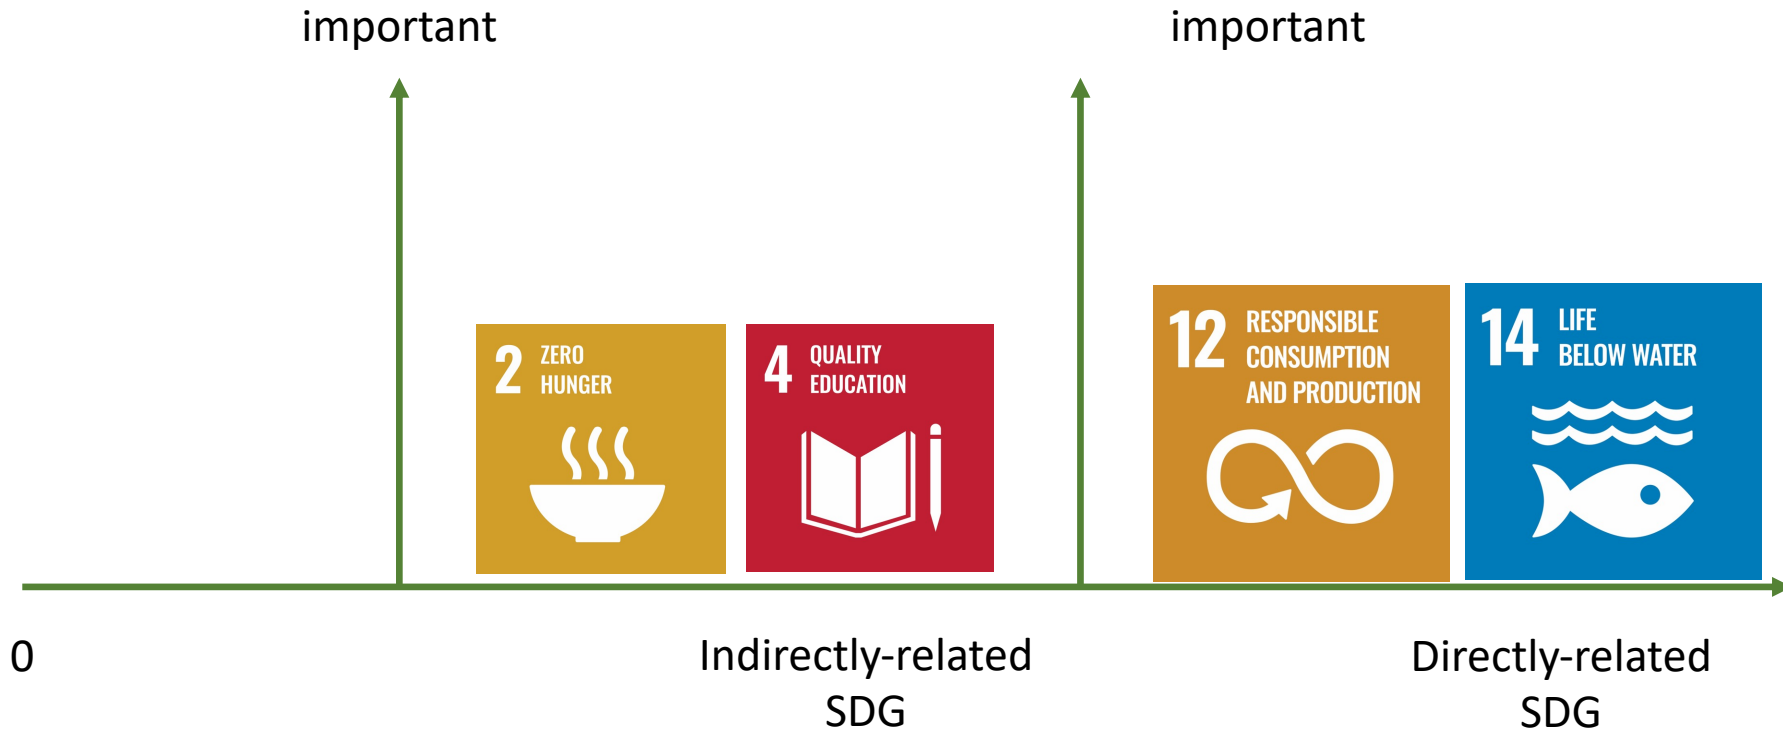 important
important
2 ZERO
HUNGER
4 QUALITY
EDUCATION
12 RESPONSIBLE
CONSUMPTION
AND PRODUCTION
14 LIFE
BELOW WATER
0
Indirectly-related
SDG
Directly-related
SDG